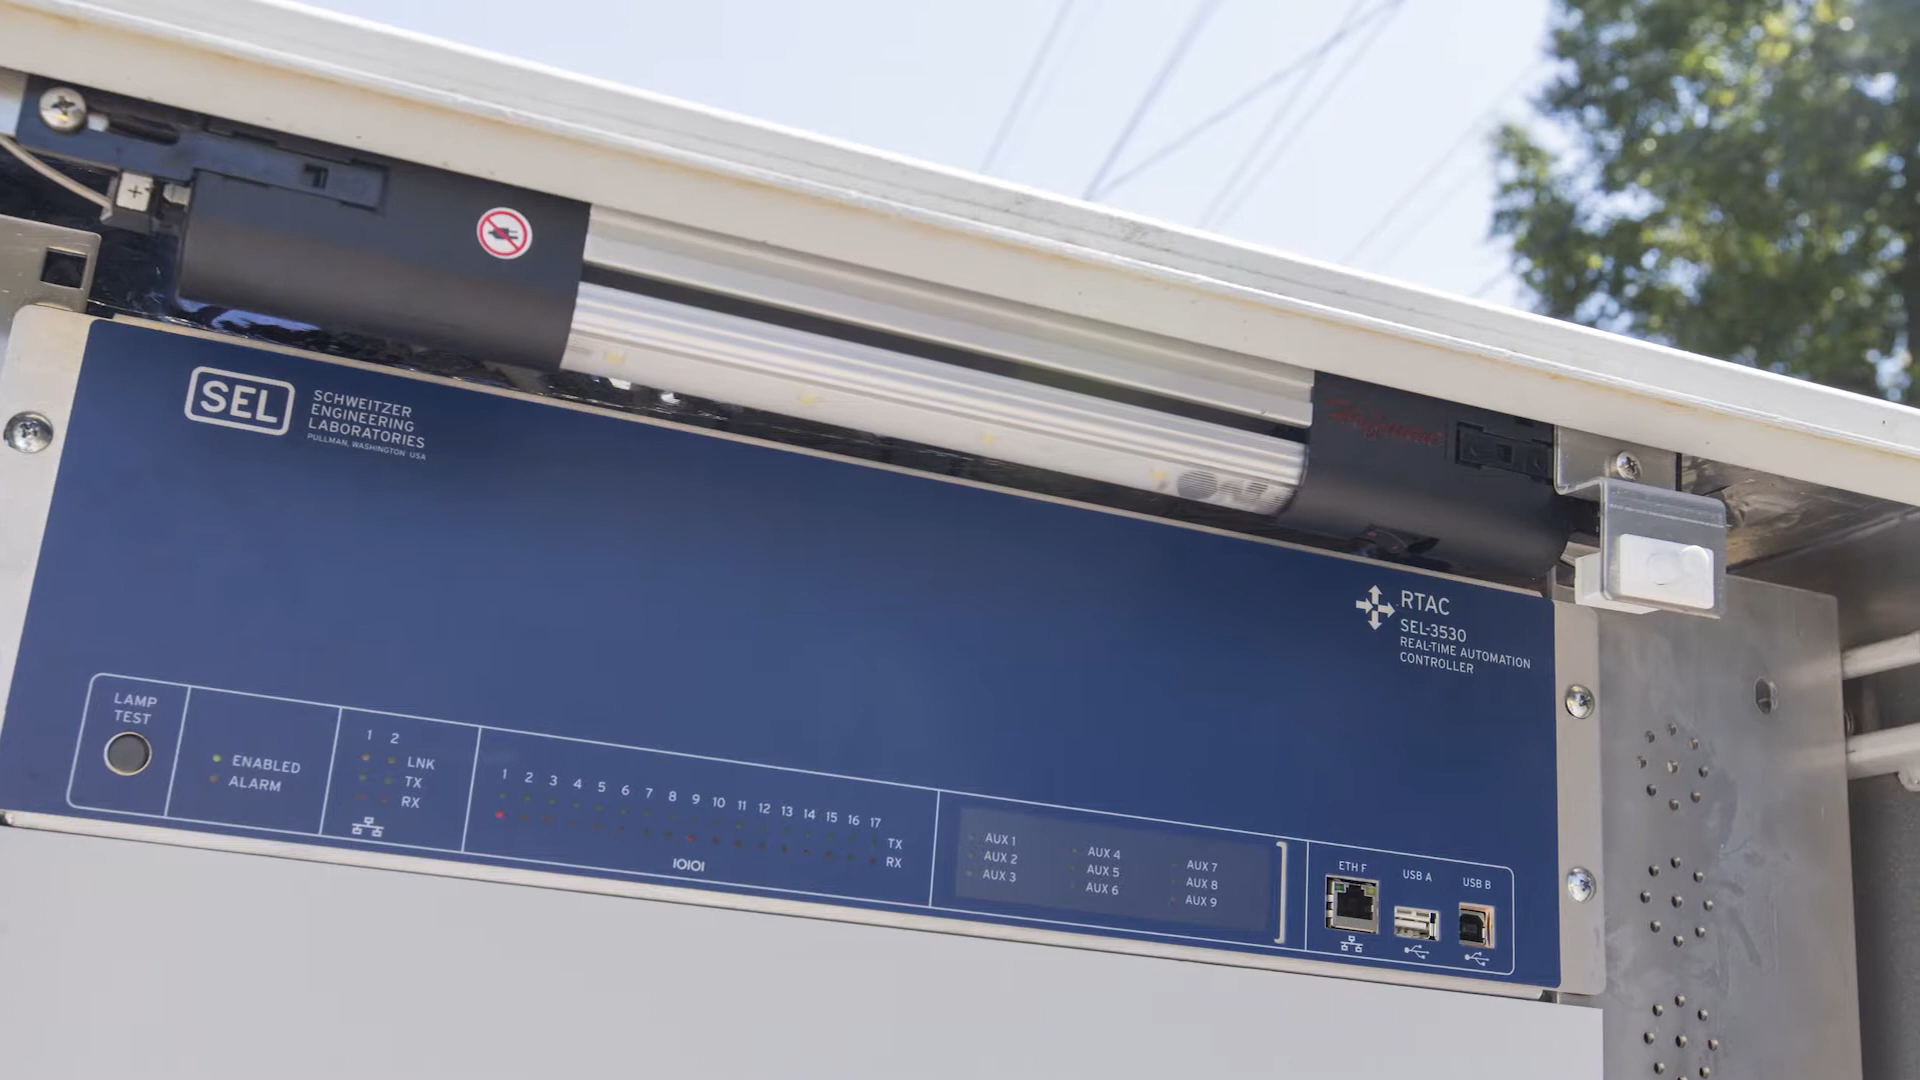 SEL
SCHWEITZER
ENGINEERING
LABORATORIES
PULLMAN, WASHINGTON USA
RTAC
SEL-3530
REAL-TIME AUTOMATION
CONTROLLER
LAMP
TEST
ENABLED
ALARM
1 2
LNK
TX
RX
1 2 3 4 5 6 7 8 9 10 11 12 13 14 15 16 17
TX
RX
IOIOI
AUX 1
AUX 2
AUX 3
AUX 4
AUX 5
AUX 6
AUX 7
AUX 8
AUX 9
ETH F
USB A
USB B